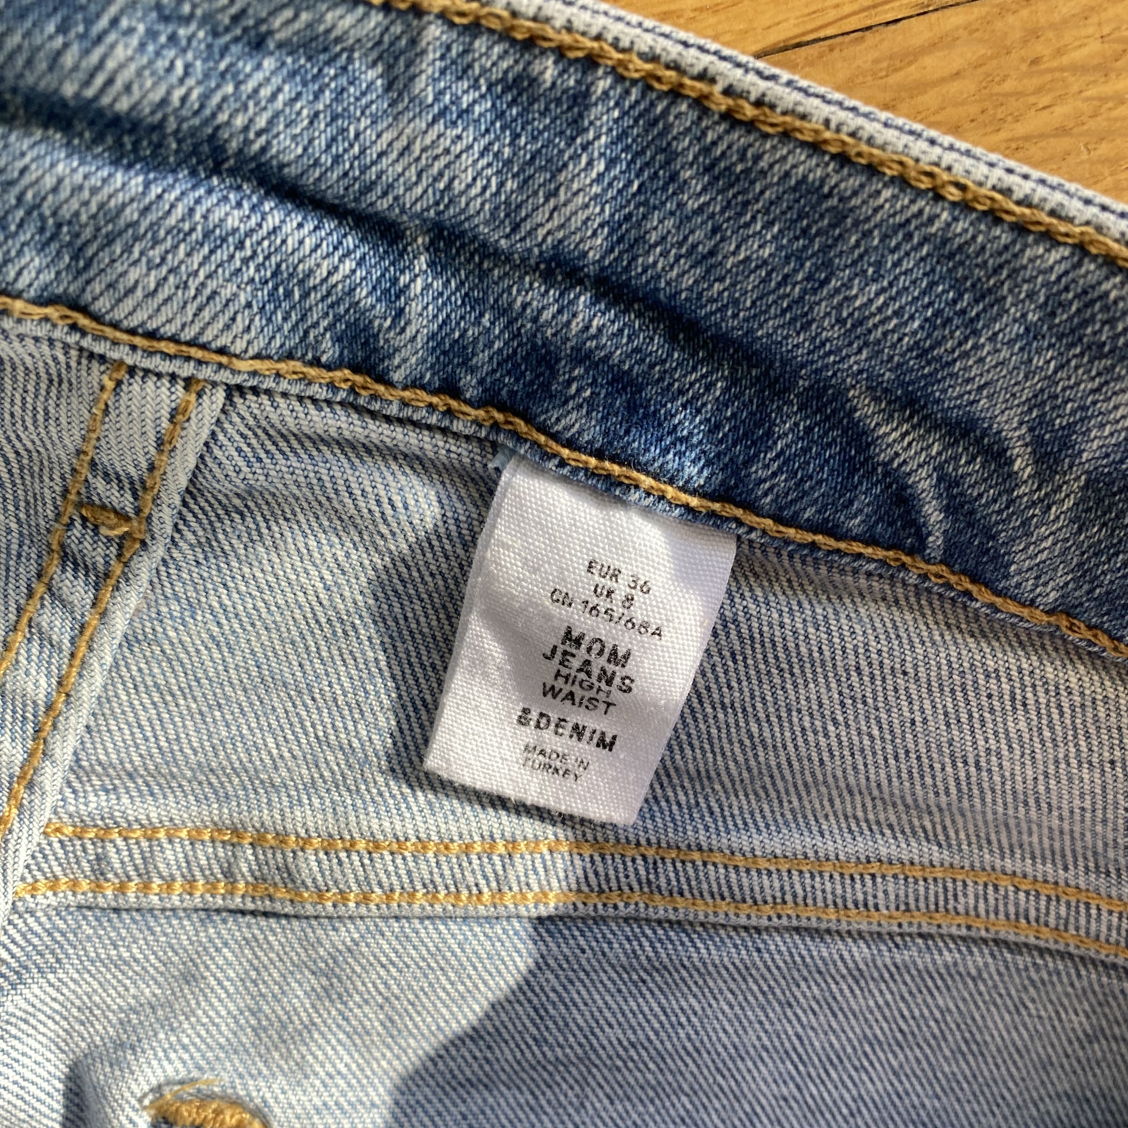 EUR 36
UK 8
CN 165/68A
MOM
JEANS
HIGH
WAIST
&DENIM
MADE IN
TURKEY